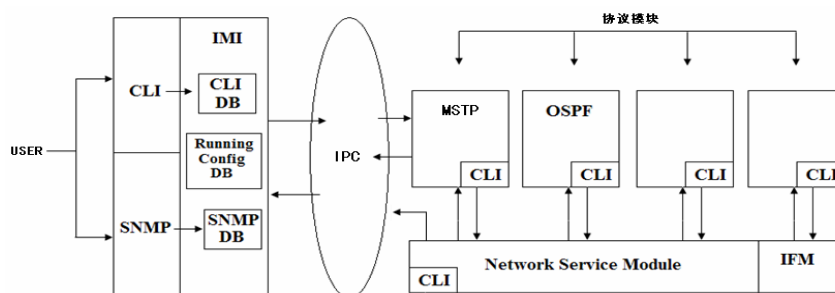 协议模块
IMI
CLI
CLI
DB
MSTP
OSPF
USER
Running
Config
DB
IPC
CLI
CLI
CLI
CLI
SNMP
SNMP
DB
Network Service Module
IFM
CLI